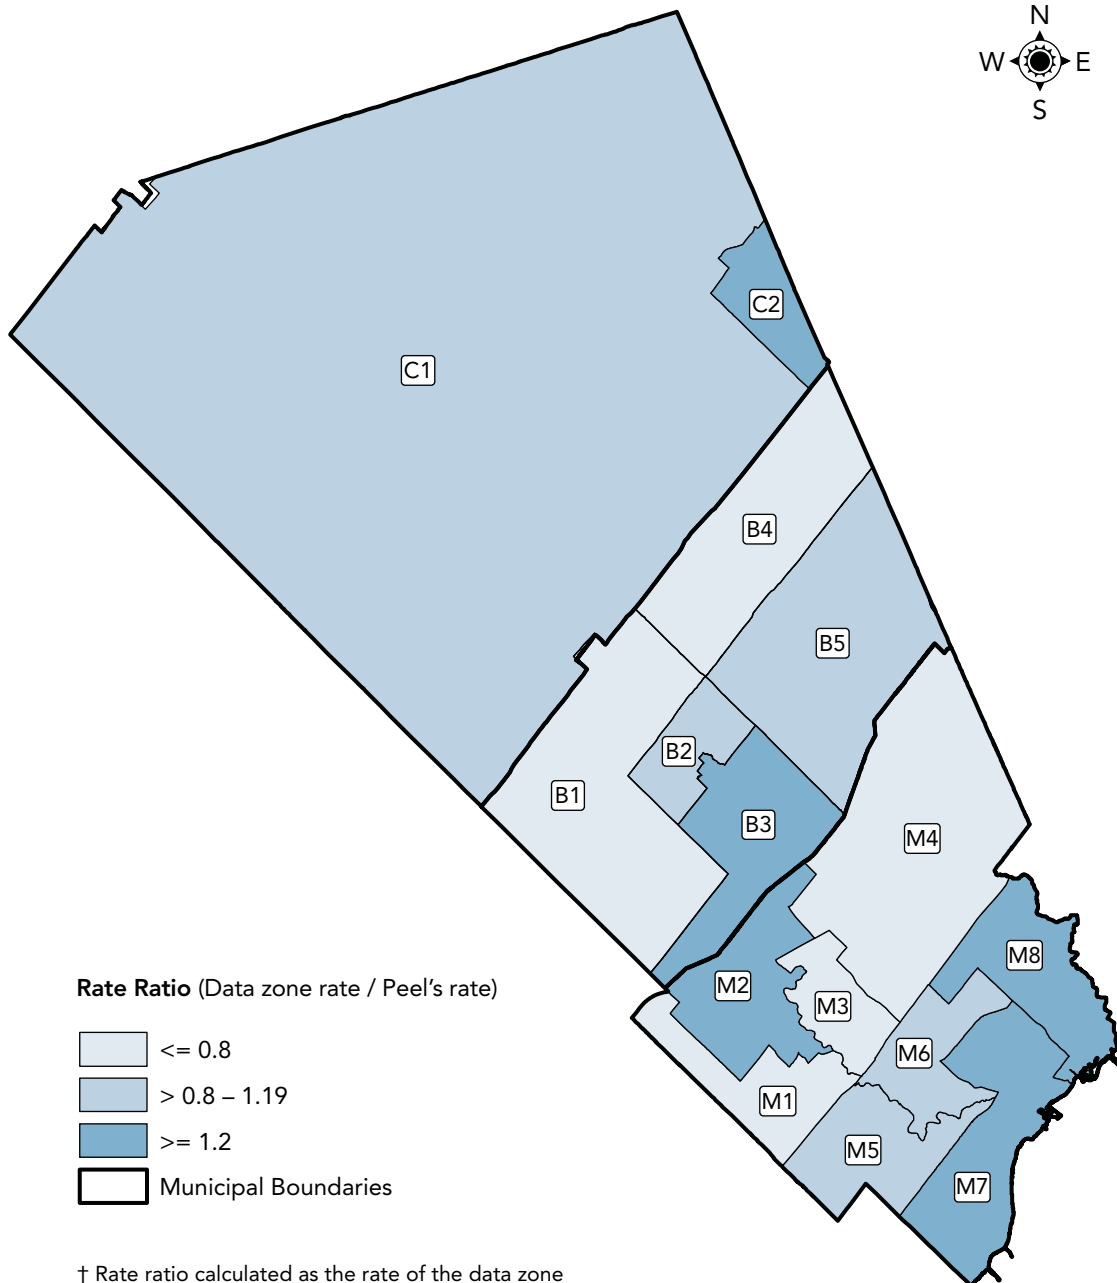 N
W E
S
C2
C1
B4
B5
B2
B1
B3
M4
M8
M2
M3
M6
M1
M5
M7
Rate Ratio (Data zone rate / Peel's rate)
<= 0.8
> 0.8 – 1.19
>= 1.2
Municipal Boundaries
† Rate ratio calculated as the rate of the data zone